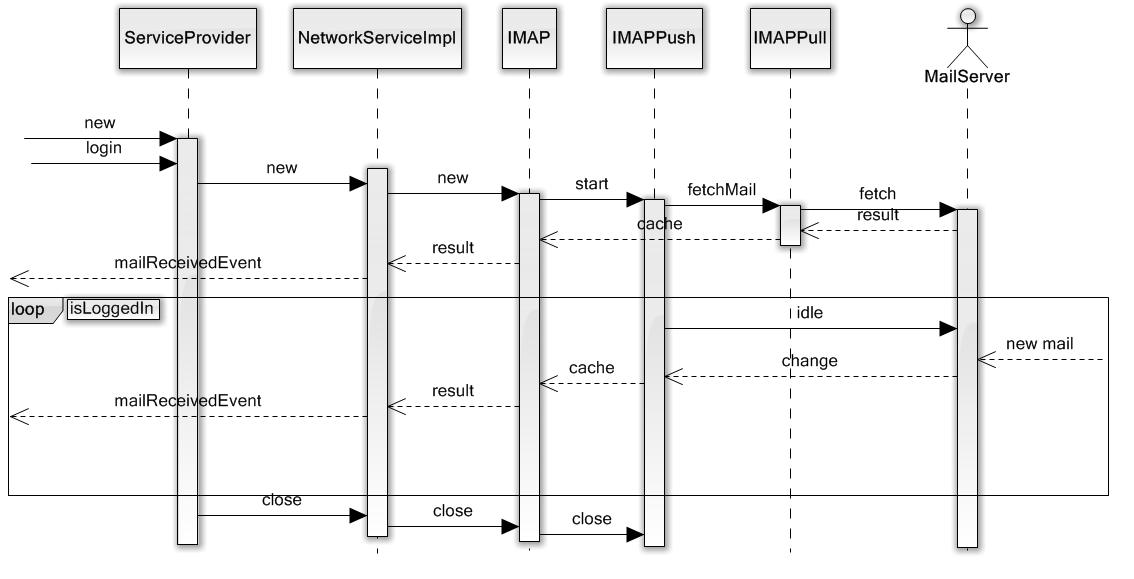 ServiceProvider
NetworkServiceImpl
IMAP
IMAPPush
IMAPPull
MailServer
new
login
new
new
start
fetchMail
fetch
result
cache
result
mailReceivedEvent
loop
isLoggedIn
idle
new mail
change
cache
result
mailReceivedEvent
close
close
close